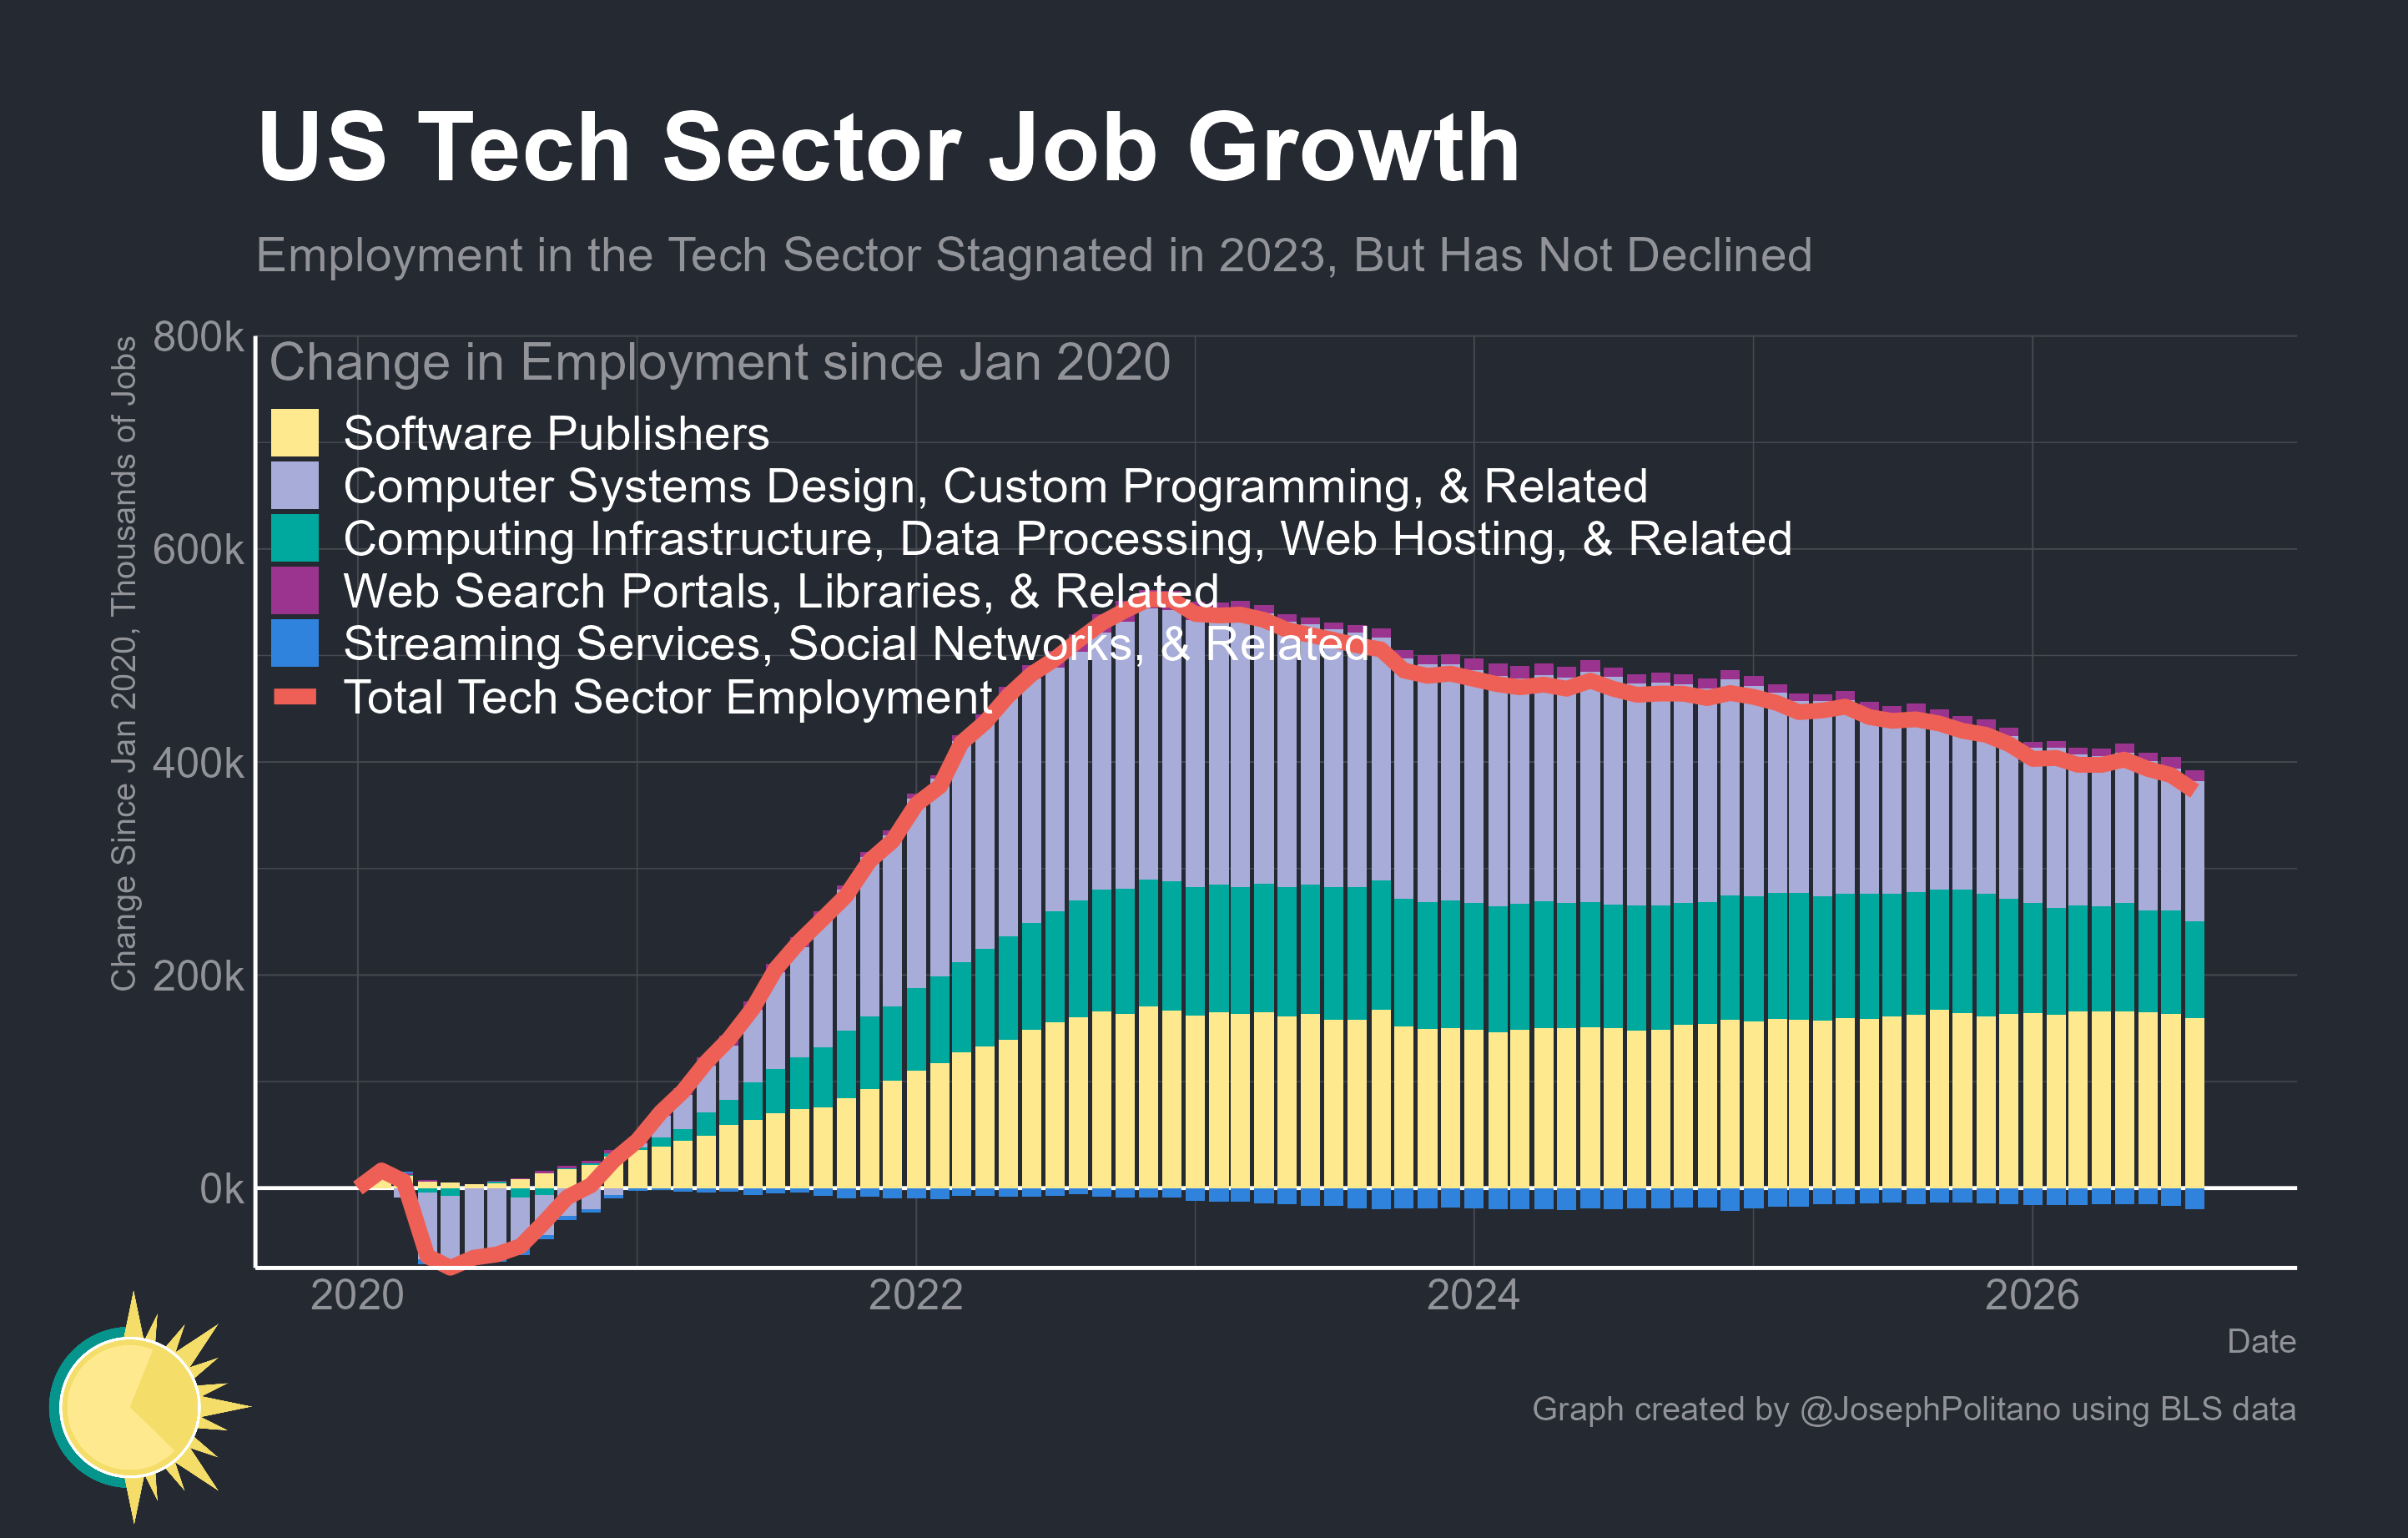 US Tech Sector Job Growth
Employment in the Tech Sector Stagnated in 2023, But Has Not Declined
Change Since Jan 2020, Thousands of Jobs
800k
600k
400k
200k
0k
Change in Employment since Jan 2020
Software Publishers
Computer Systems Design, Custom Programming, & Related
Computing Infrastructure, Data Processing, Web Hosting, & Related
Web Search Portals, Libraries, & Related
Streaming Services, Social Networks, & Related
Total Tech Sector Employment
2020
2022
2024
2026
Date
Graph created by @JosephPolitano using BLS data